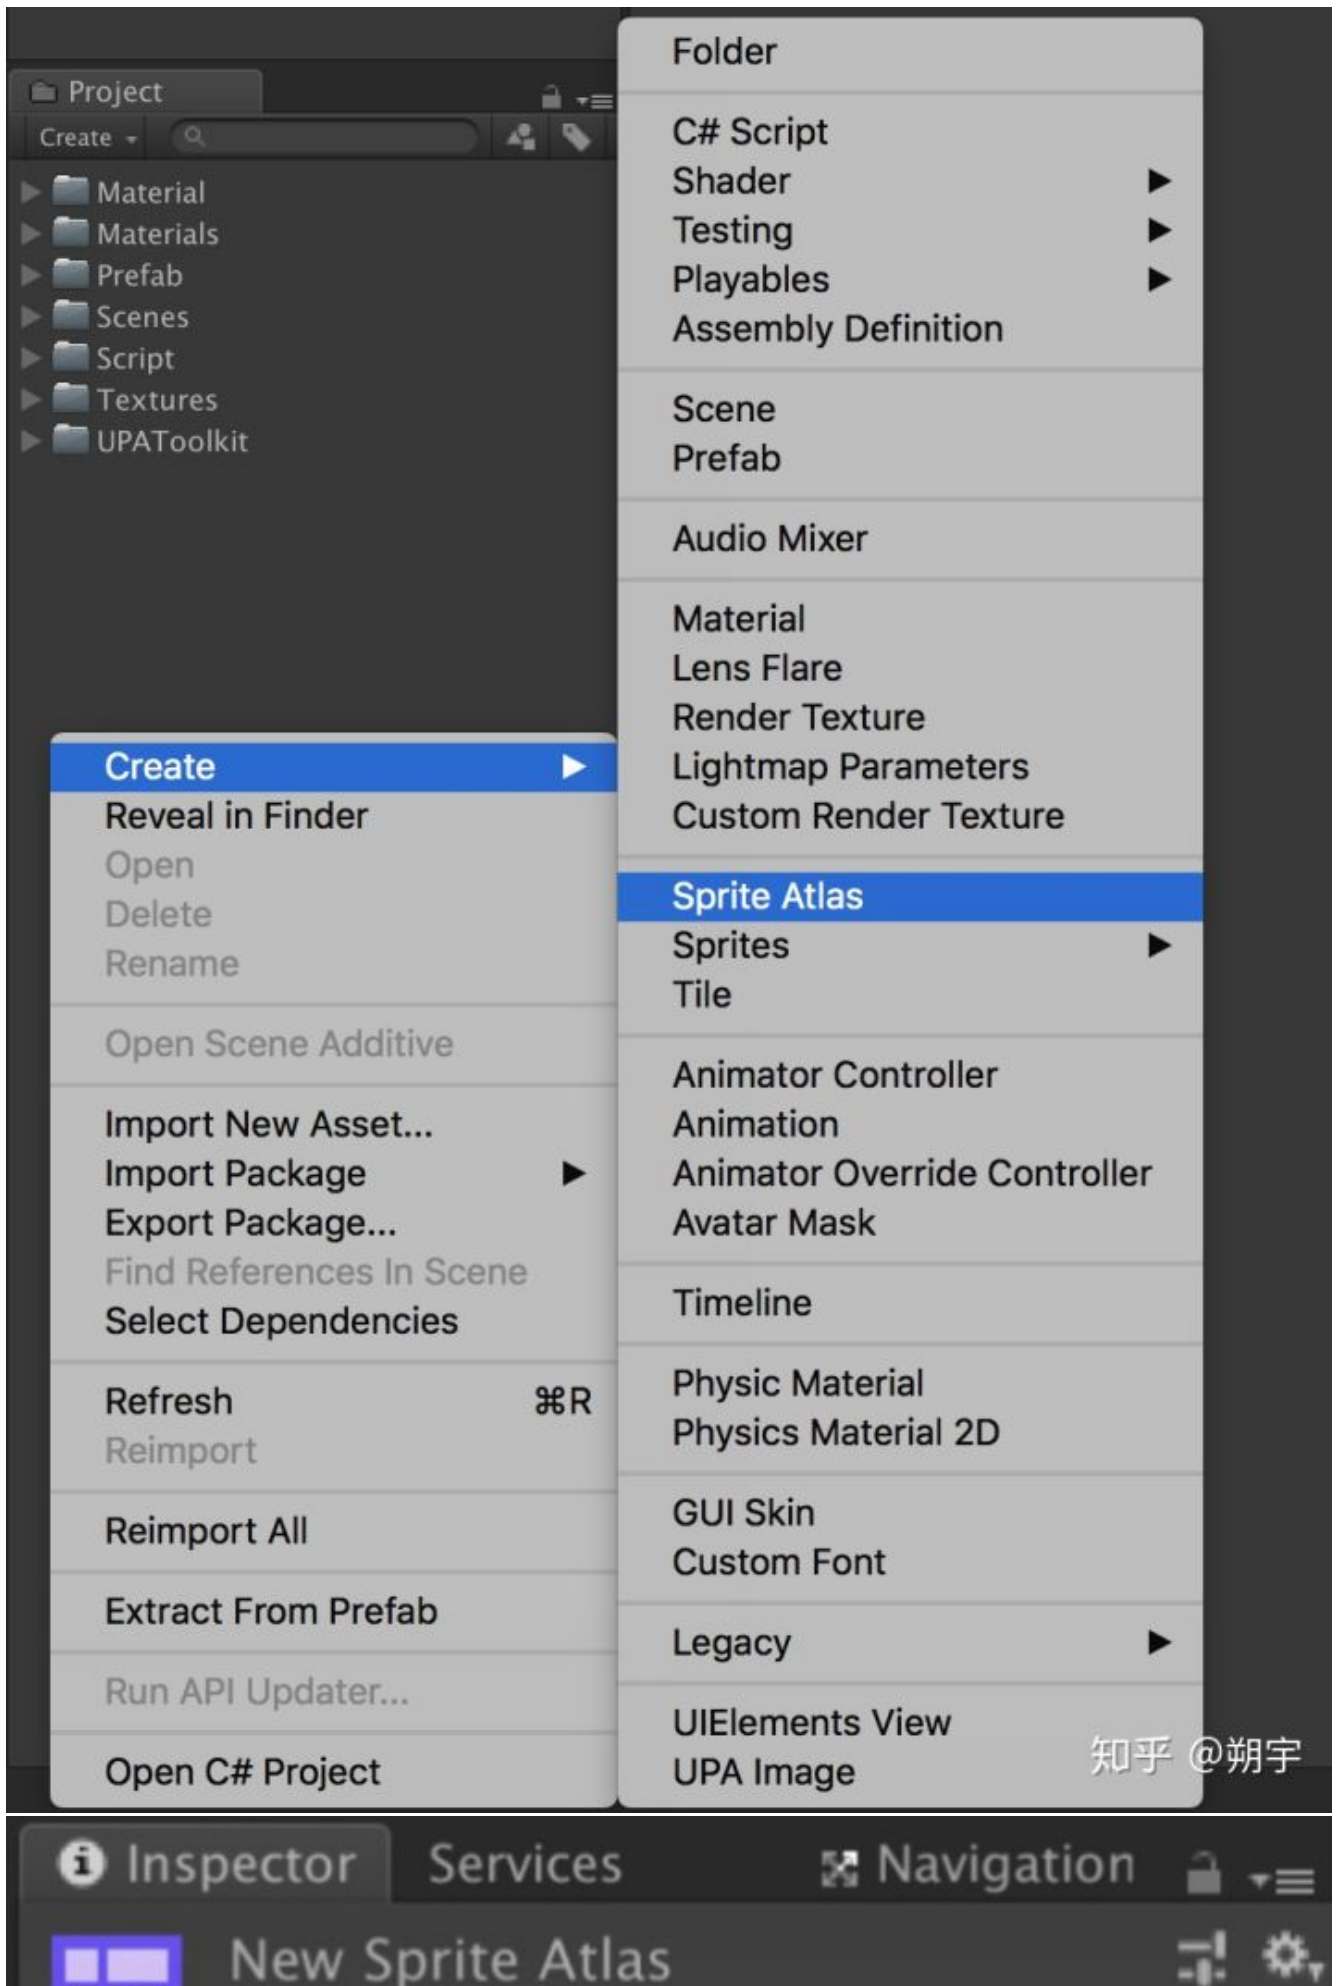 Project
Create
Material
Materials
Prefab
Scenes
Script
Textures
UPAToolkit
Create
Reveal in Finder
Open
Delete
Rename
Open Scene Additive
Import New Asset...
Import Package
Export Package...
Find References In Scene
Select Dependencies
Refresh ⌘R
Reimport
Reimport All
Extract From Prefab
Run API Updater...
Open C# Project
Folder
C# Script
Shader
Testing
Playables
Assembly Definition
Scene
Prefab
Audio Mixer
Material
Lens Flare
Render Texture
Lightmap Parameters
Custom Render Texture
Sprite Atlas
Sprites
Tile
Animator Controller
Animation
Animator Override Controller
Avatar Mask
Timeline
Physic Material
Physics Material 2D
GUI Skin
Custom Font
Legacy
UIElements View
UPA Image
知乎 @朔宇
Inspector Services Navigation
New Sprite Atlas